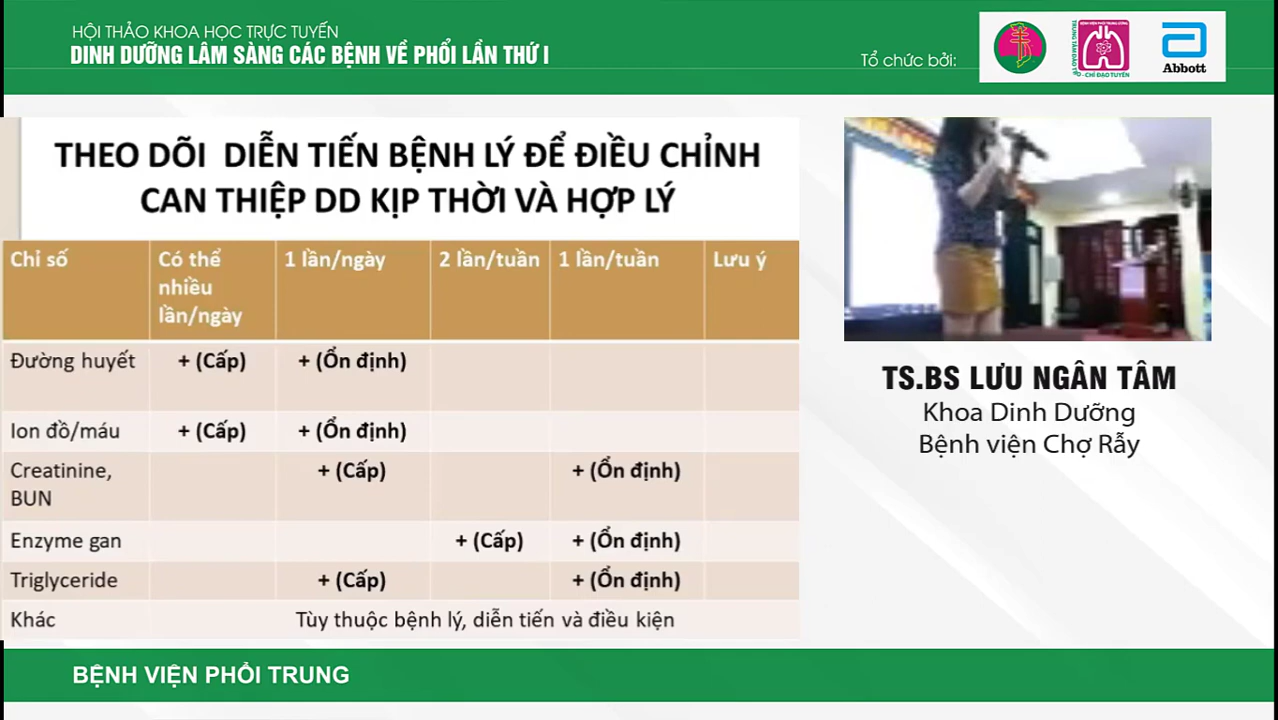 HỘI THẢO KHOA HỌC TRỰC TUYẾN
DINH DƯỠNG LÂM SÀNG CÁC BỆNH VỀ PHỔI LẦN THỨ I
Tổ chức bởi:
BỆNH VIỆN PHỔI TRUNG ƯƠNG
Abbott
THEO DÕI DIỄN TIẾN BỆNH LÝ ĐỂ ĐIỀU CHỈNH
CAN THIỆP DD KỊP THỜI VÀ HỢP LÝ
Chỉ số
Có thể
nhiều
lần/ngày
1 lần/ngày
2 lần/tuần
1 lần/tuần
Lưu ý
Đường huyết + (Cấp) + (Ổn định)
Ion đồ/máu + (Cấp) + (Ổn định)
Creatinine, + (Cấp) + (Ổn định)
BUN
Enzyme gan + (Cấp) + (Ổn định)
Triglyceride + (Cấp) + (Ổn định)
Khác Tùy thuộc bệnh lý, diễn tiến và điều kiện
TS.BS LƯU NGÂN TÂM
Khoa Dinh Dưỡng
Bệnh viện Chợ Rẫy
BỆNH VIỆN PHỔI TRUNG